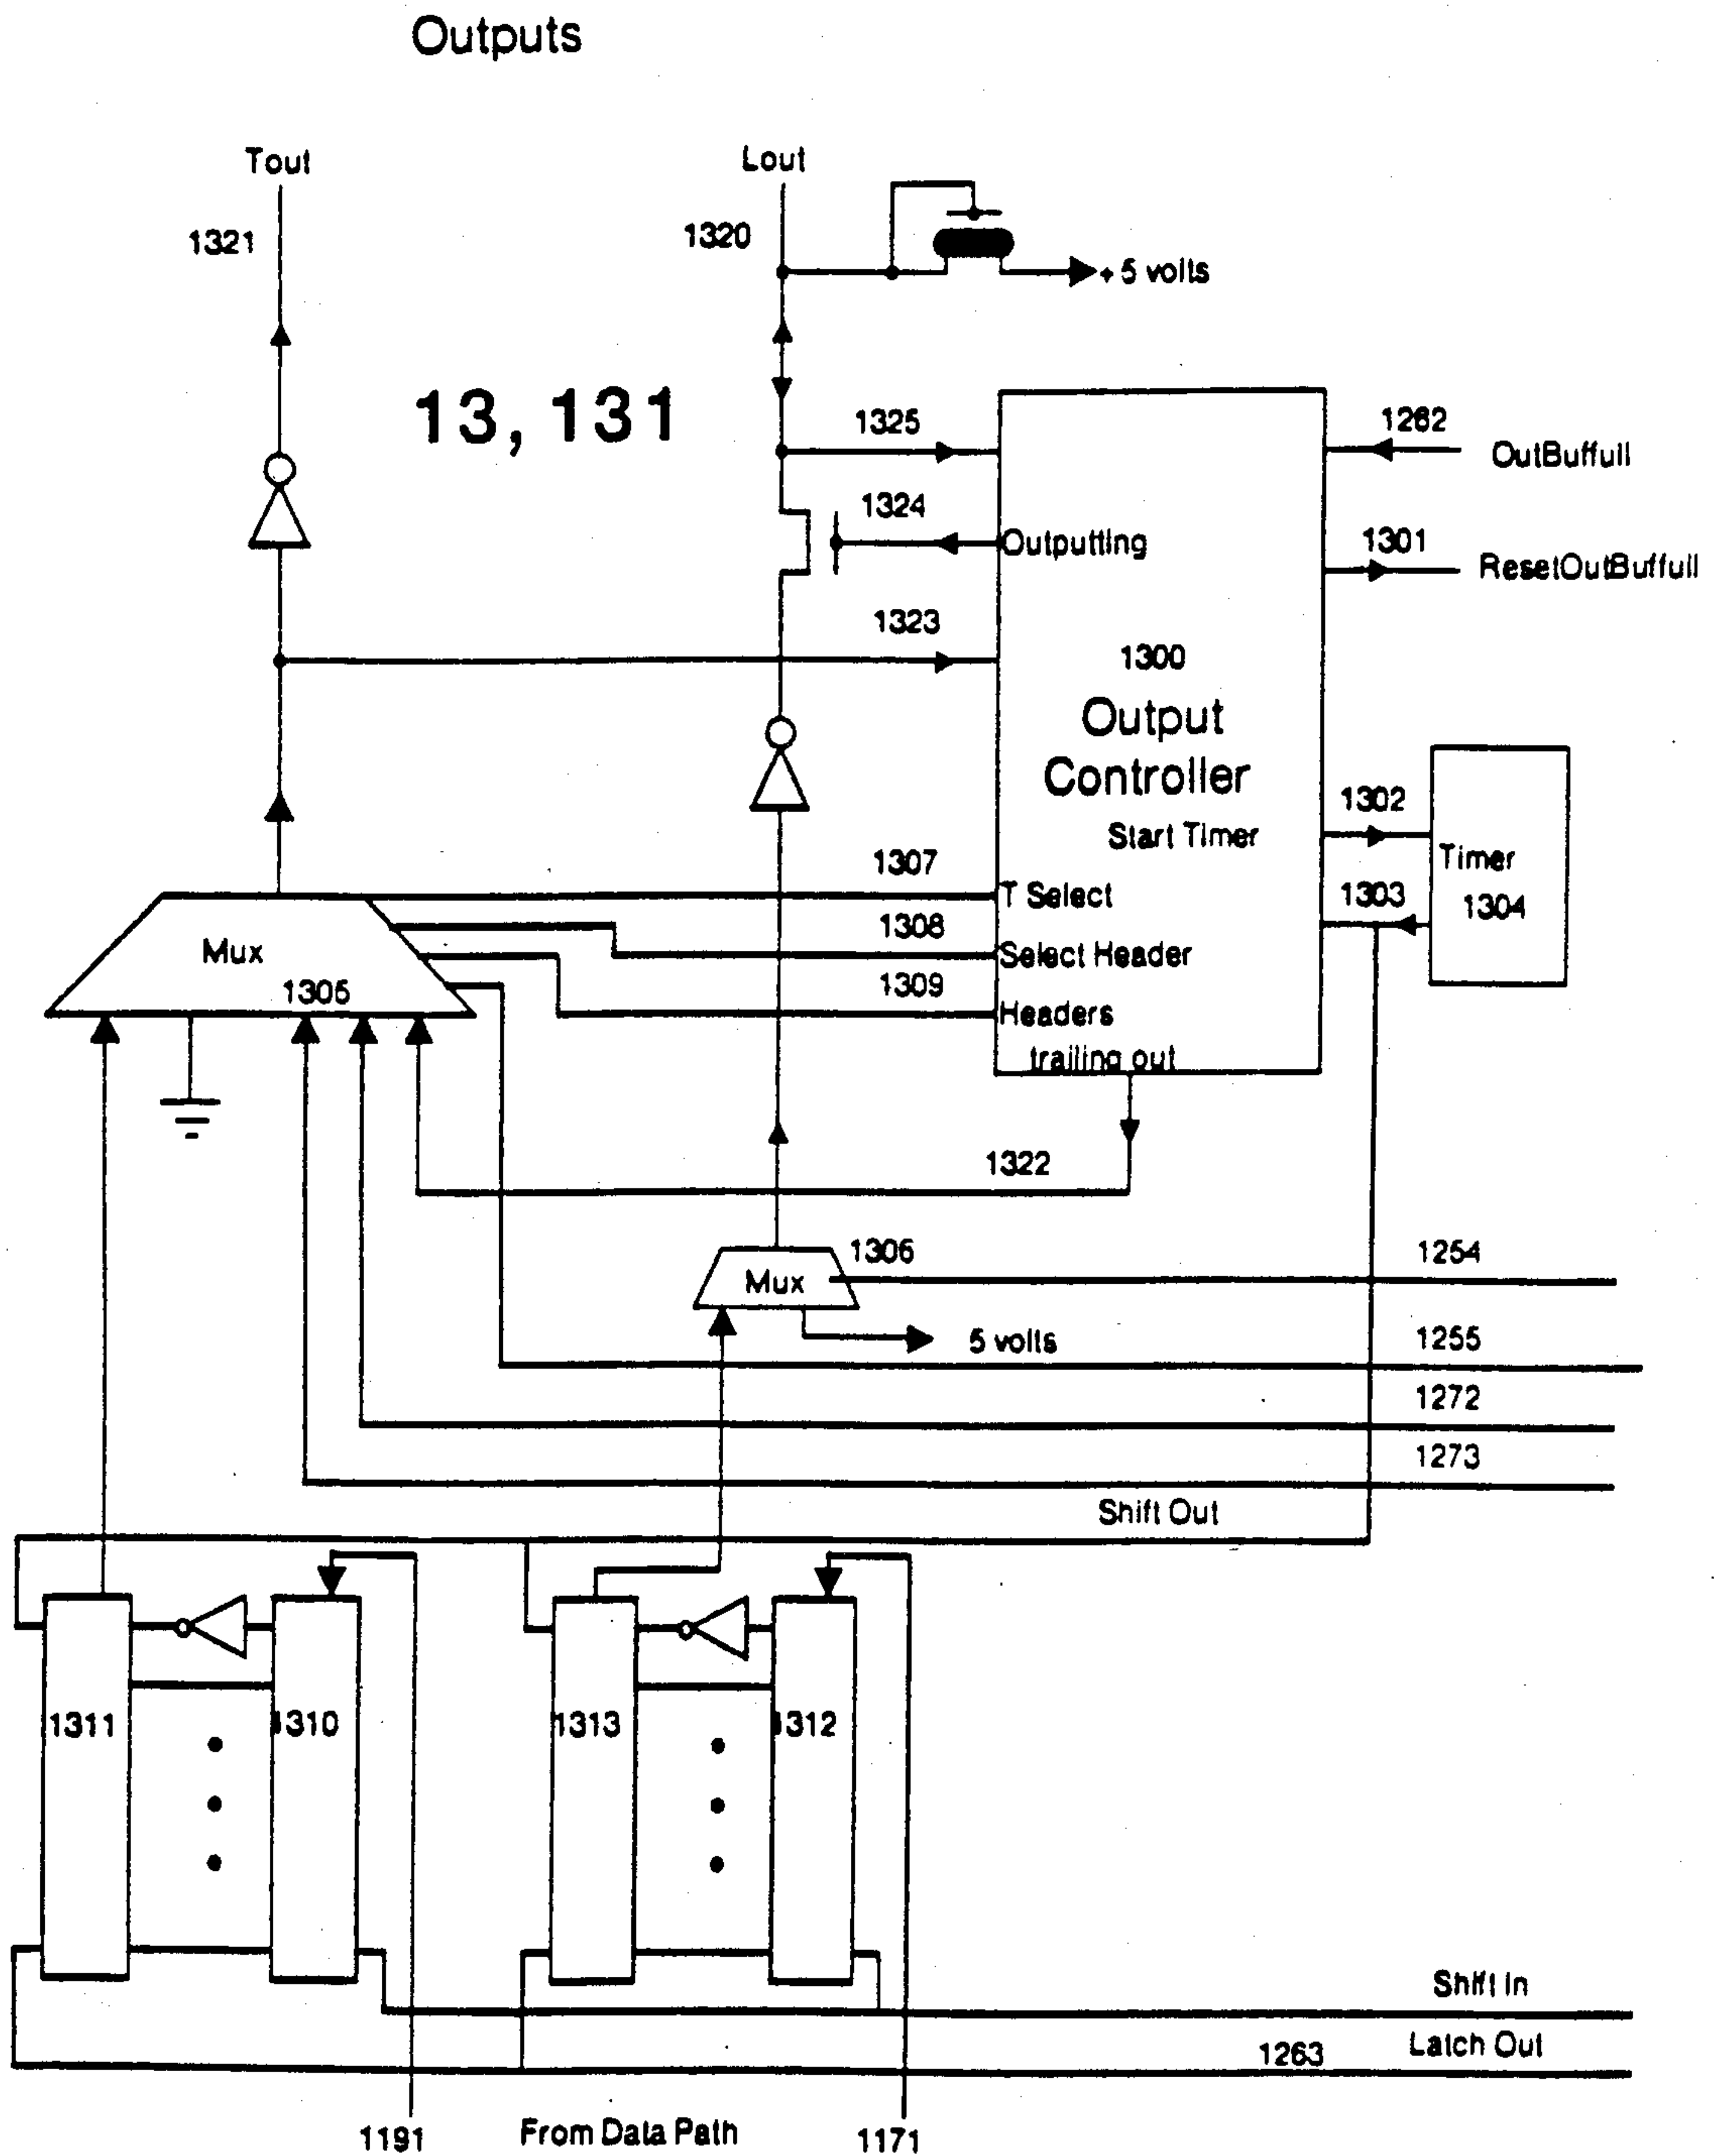 Outputs
Tout
Lout
1321
1320
+ 5 volts
13, 131
1325
1262
OutBuffull
1324
Outputting
1301
ResetOutBuffull
1323
1300
Output
Controller
1302
Start Timer
Timer
1307
1303
1304
T Select
1308
Mux
Select Header
1305
1309
Headers
trailing out
1322
1306
1254
Mux
5 volts
1255
1272
1273
Shift Out
1311
1310
1313
1312
Shift In
1263
Latch Out
1191
From Data Path
1171